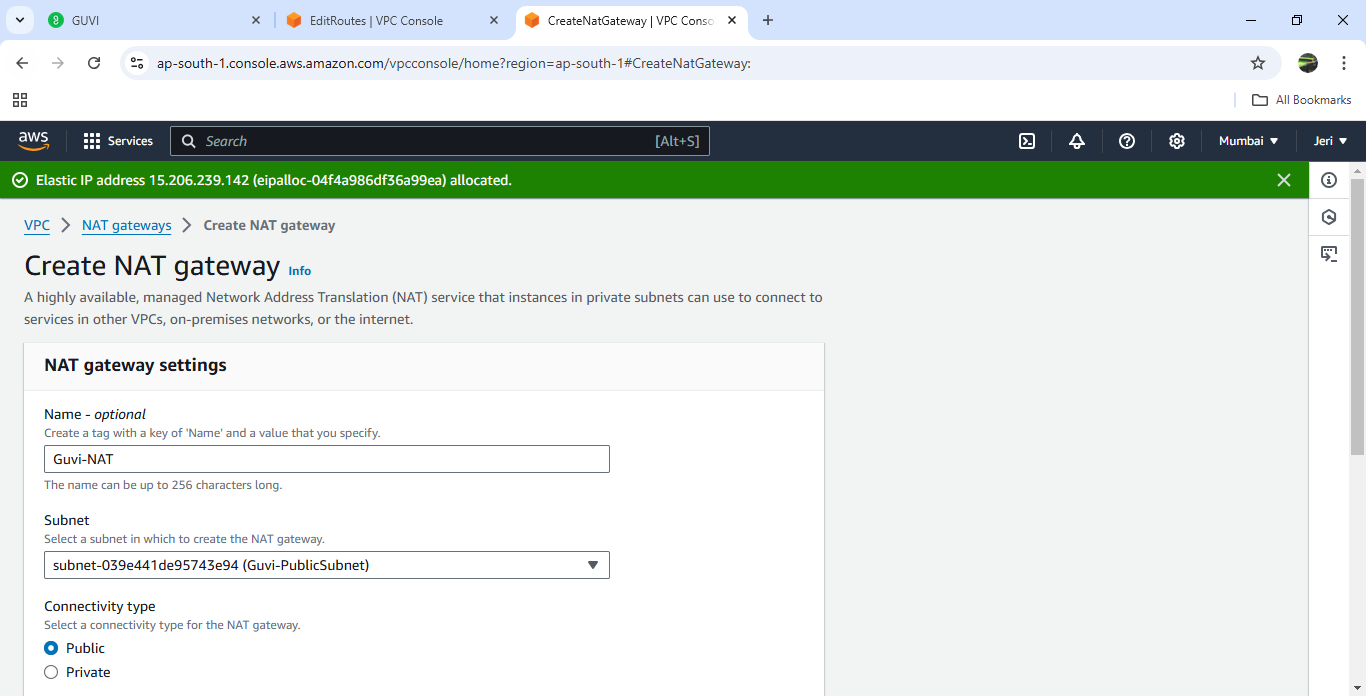 GUVI
EditRoutes | VPC Console
CreateNatGateway | VPC Conso
ap-south-1.console.aws.amazon.com/vpcconsole/home?region=ap-south-1#CreateNatGateway:
All Bookmarks
aws
Services
Search
[Alt+S]
Mumbai
Jeri
Elastic IP address 15.206.239.142 (eipalloc-04f4a986df36a99ea) allocated.
VPC
NAT gateways
Create NAT gateway
Create NAT gateway Info
A highly available, managed Network Address Translation (NAT) service that instances in private subnets can use to connect to
services in other VPCs, on-premises networks, or the internet.
NAT gateway settings
Name - optional
Create a tag with a key of 'Name' and a value that you specify.
Guvi-NAT
The name can be up to 256 characters long.
Subnet
Select a subnet in which to create the NAT gateway.
subnet-039e441de95743e94 (Guvi-PublicSubnet)
Connectivity type
Select a connectivity type for the NAT gateway.
Public
Private